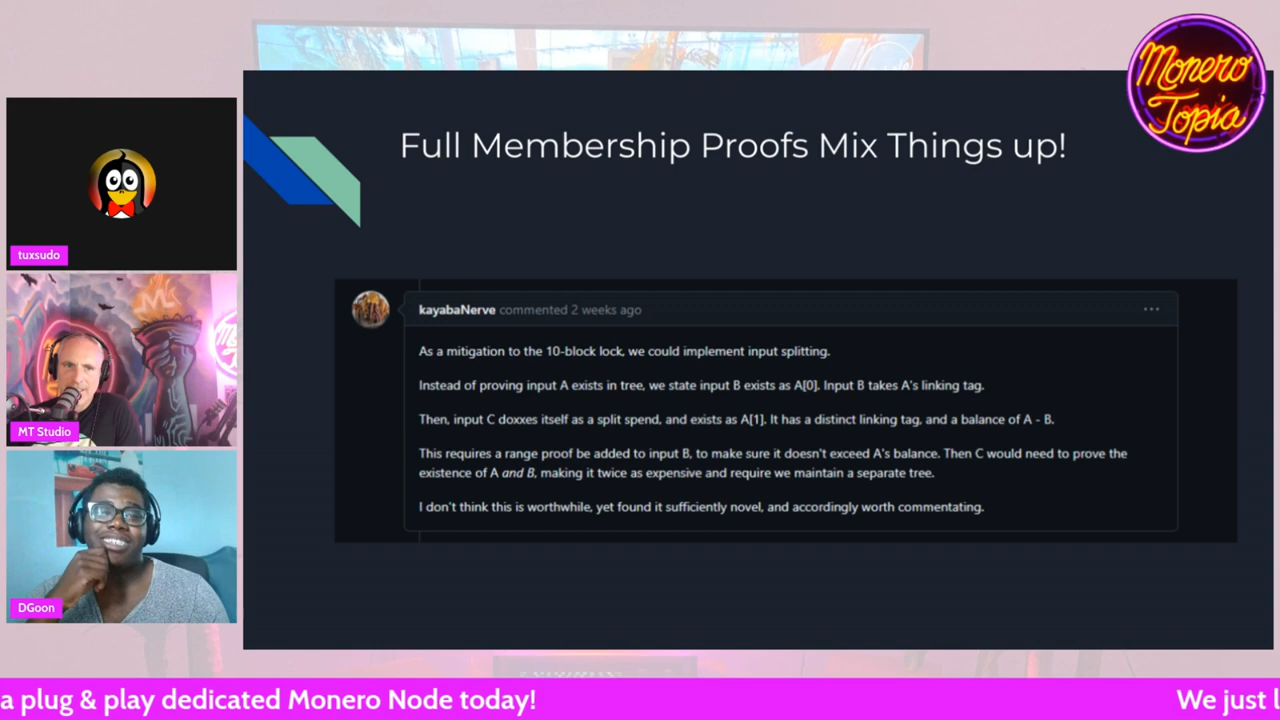 Monero
Topia
Full Membership Proofs Mix Things up!
tuxsudo
MT Studio
DGoon
kayabaNerve commented 2 weeks ago
As a mitigation to the 10-block lock, we could implement input splitting.
Instead of proving input A exists in tree, we state input B exists as A[0]. Input B takes A's linking tag.
Then, input C doxxes itself as a split spend, and exists as A[1]. It has a distinct linking tag, and a balance of A - B.
This requires a range proof be added to input B, to make sure it doesn't exceed A's balance. Then C would need to prove the
existence of A and B, making it twice as expensive and require we maintain a separate tree.
I don't think this is worthwhile, yet found it sufficiently novel, and accordingly worth commentating.
a plug & play dedicated Monero Node today!
We just l